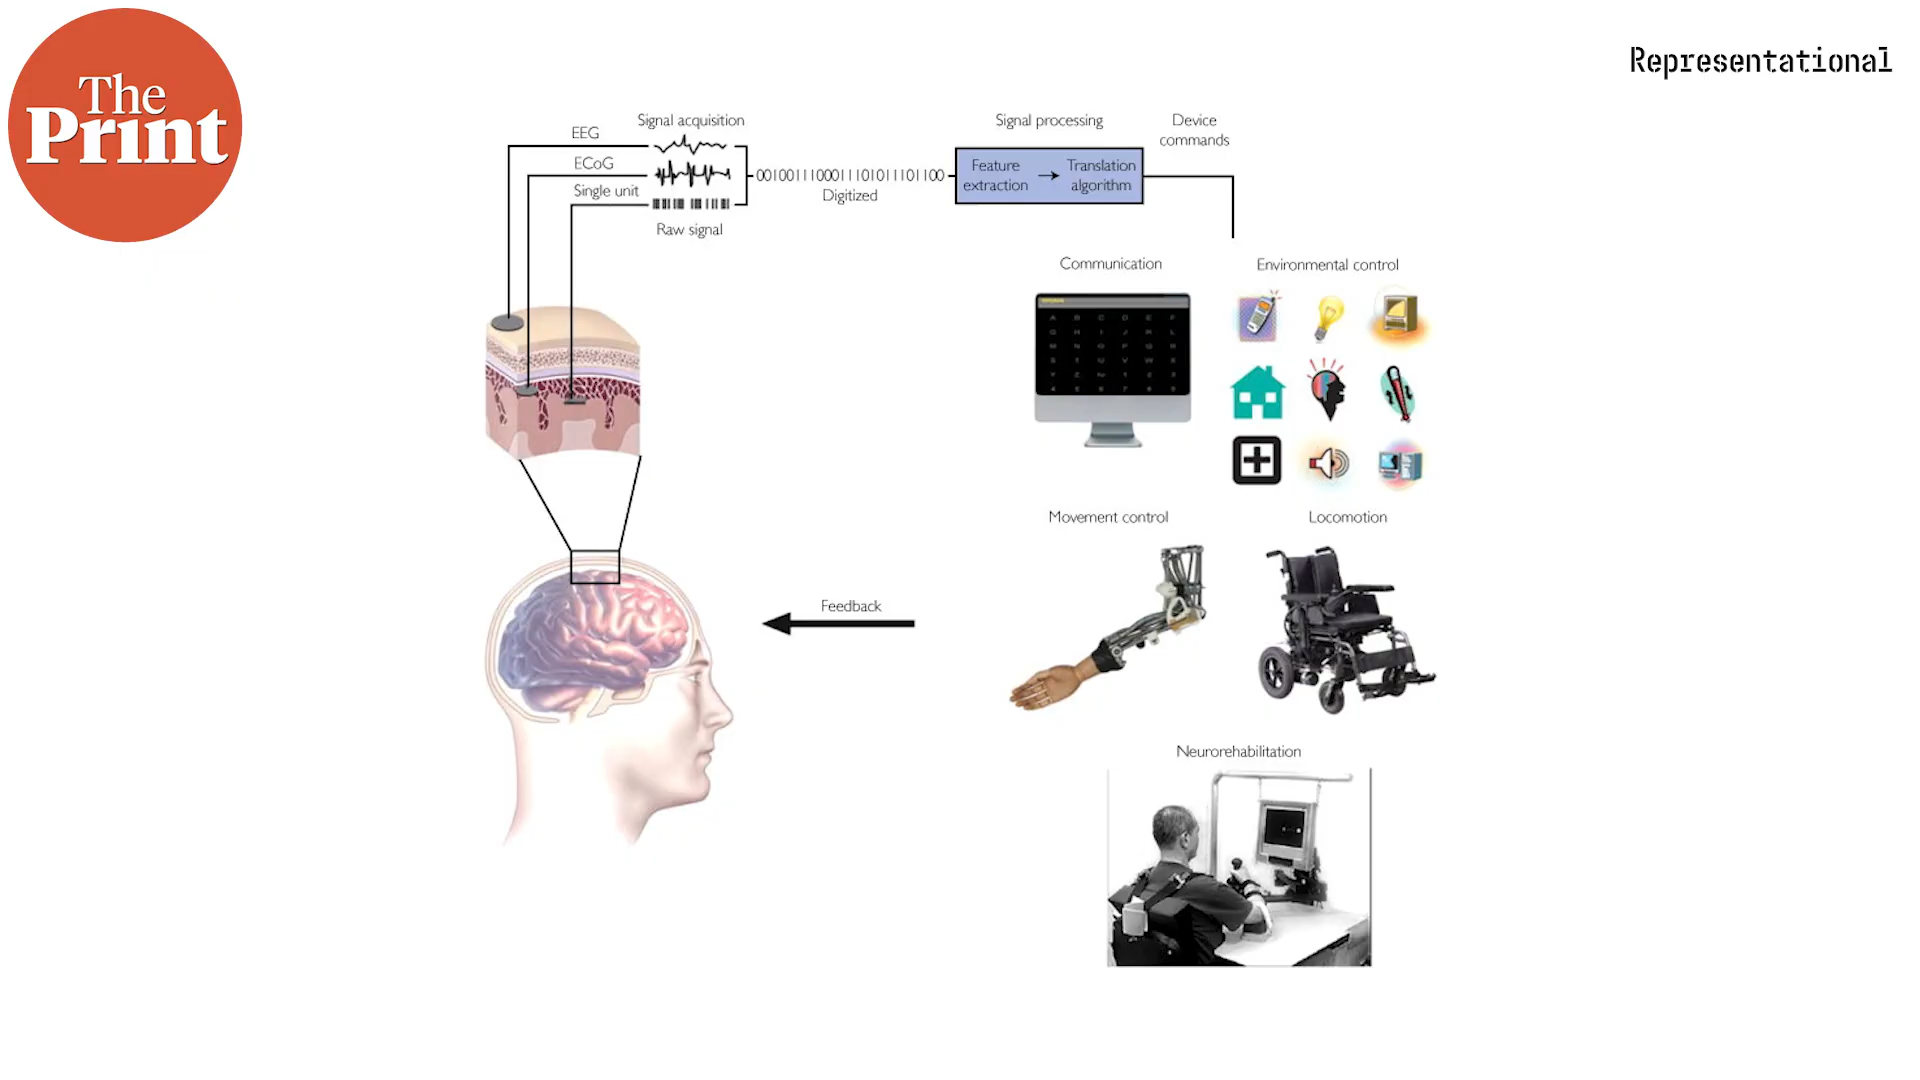 The
Print
Representational
Signal acquisition
EEG
ECoG
Single unit
Raw signal
Digitized
Signal processing
Feature extraction
Translation algorithm
Device
commands
Communication
Environmental control
Movement control
Locomotion
Feedback
Neurorehabilitation